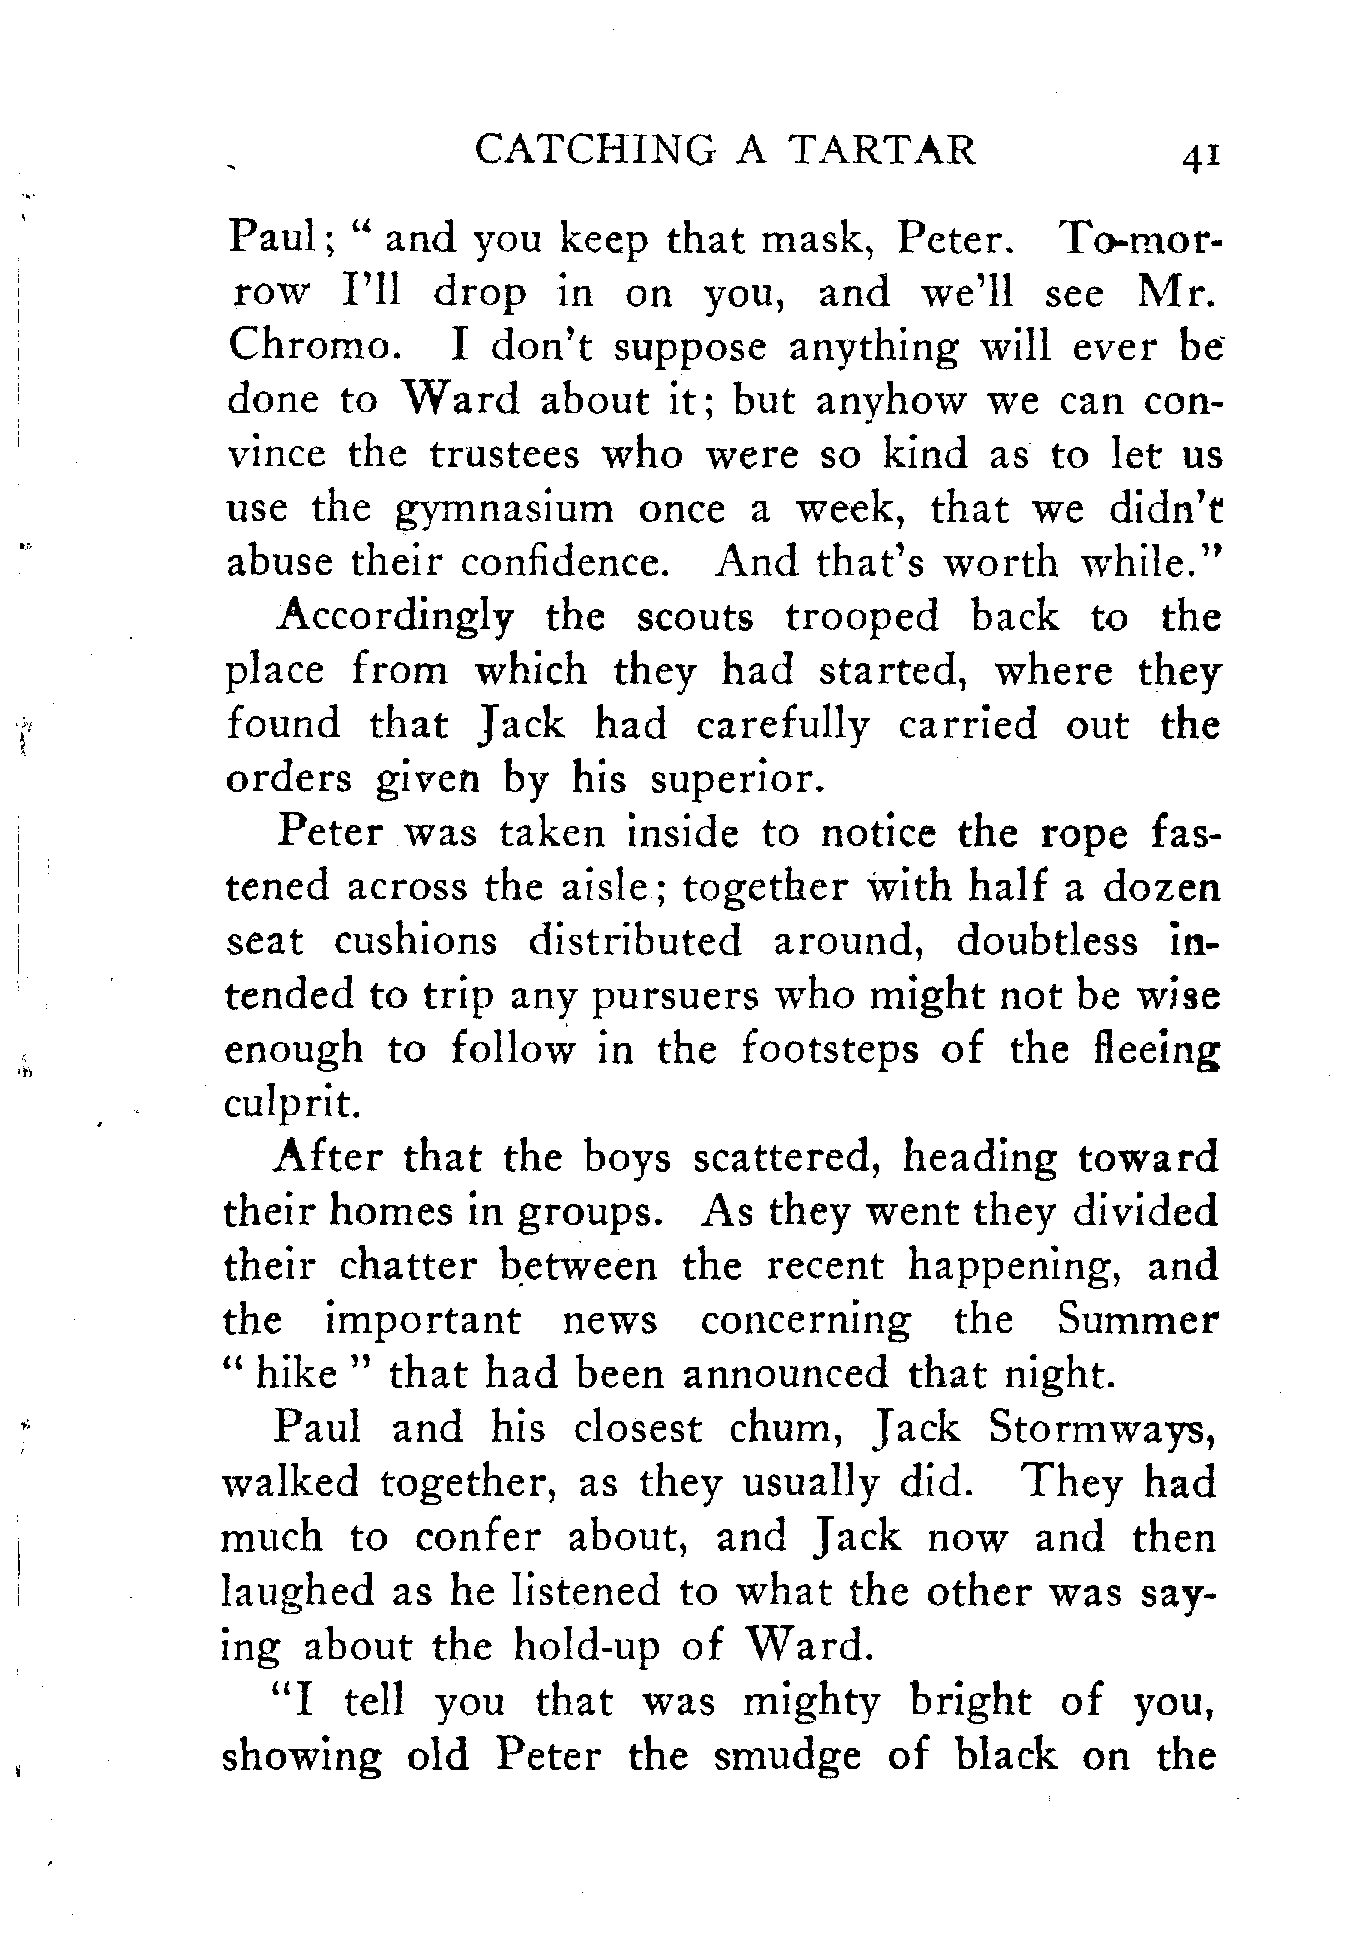 CATCHING A TARTAR 41
Paul; " and you keep that mask, Peter. To-mor-
row I'll drop in on you, and we'll see Mr.
Chromo. I don't suppose anything will ever be
done to Ward about it; but anyhow we can con-
vince the trustees who were so kind as to let us
use the gymnasium once a week, that we didn't
abuse their confidence. And that's worth while."
Accordingly the scouts trooped back to the
place from which they had started, where they
found that Jack had carefully carried out the
orders given by his superior.
Peter was taken inside to notice the rope fas-
tened across the aisle; together with half a dozen
seat cushions distributed around, doubtless in-
tended to trip any pursuers who might not be wise
enough to follow in the footsteps of the fleeing
culprit.
After that the boys scattered, heading toward
their homes in groups. As they went they divided
their chatter between the recent happening, and
the important news concerning the Summer
" hike " that had been announced that night.
Paul and his closest chum, Jack Stormways,
walked together, as they usually did. They had
much to confer about, and Jack now and then
laughed as he listened to what the other was say-
ing about the hold-up of Ward.
"I tell you that was mighty bright of you,
showing old Peter the smudge of black on the